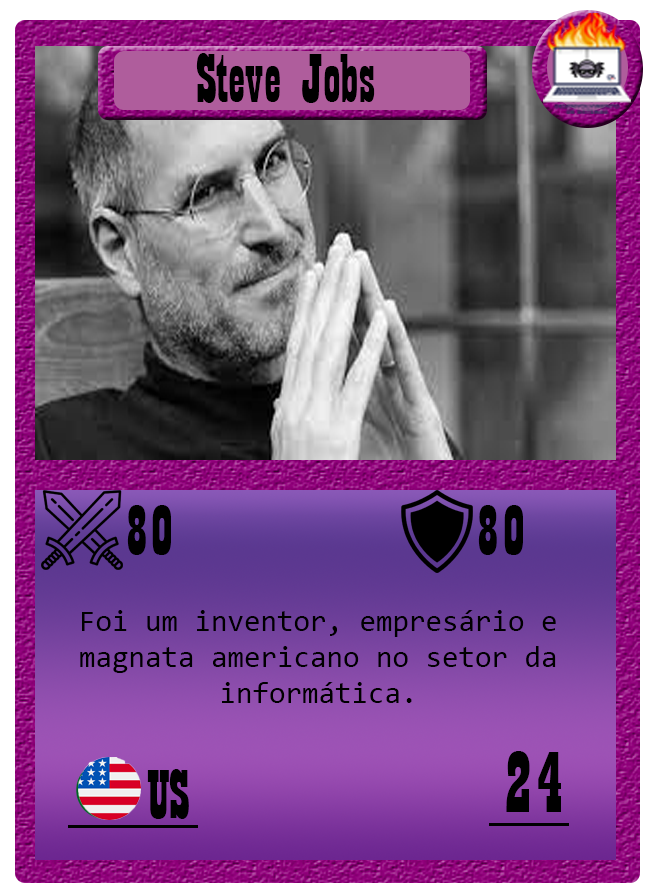 Steve Jobs
80
80
Foi um inventor, empresário e
magnata americano no setor da
informática.
US
24